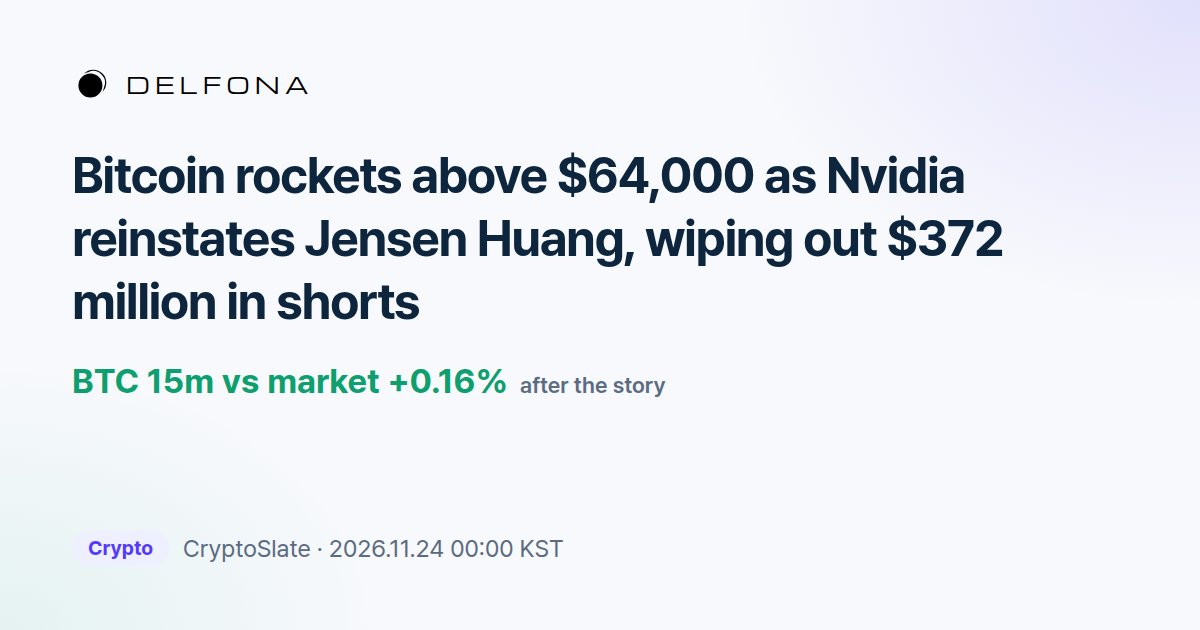 DELFONA
Bitcoin rockets above $64,000 as Nvidia
reinstates Jensen Huang, wiping out $372
million in shorts
BTC 15m vs market +0.16% after the story
Crypto CryptoSlate · 2026.11.24 00:00 KST